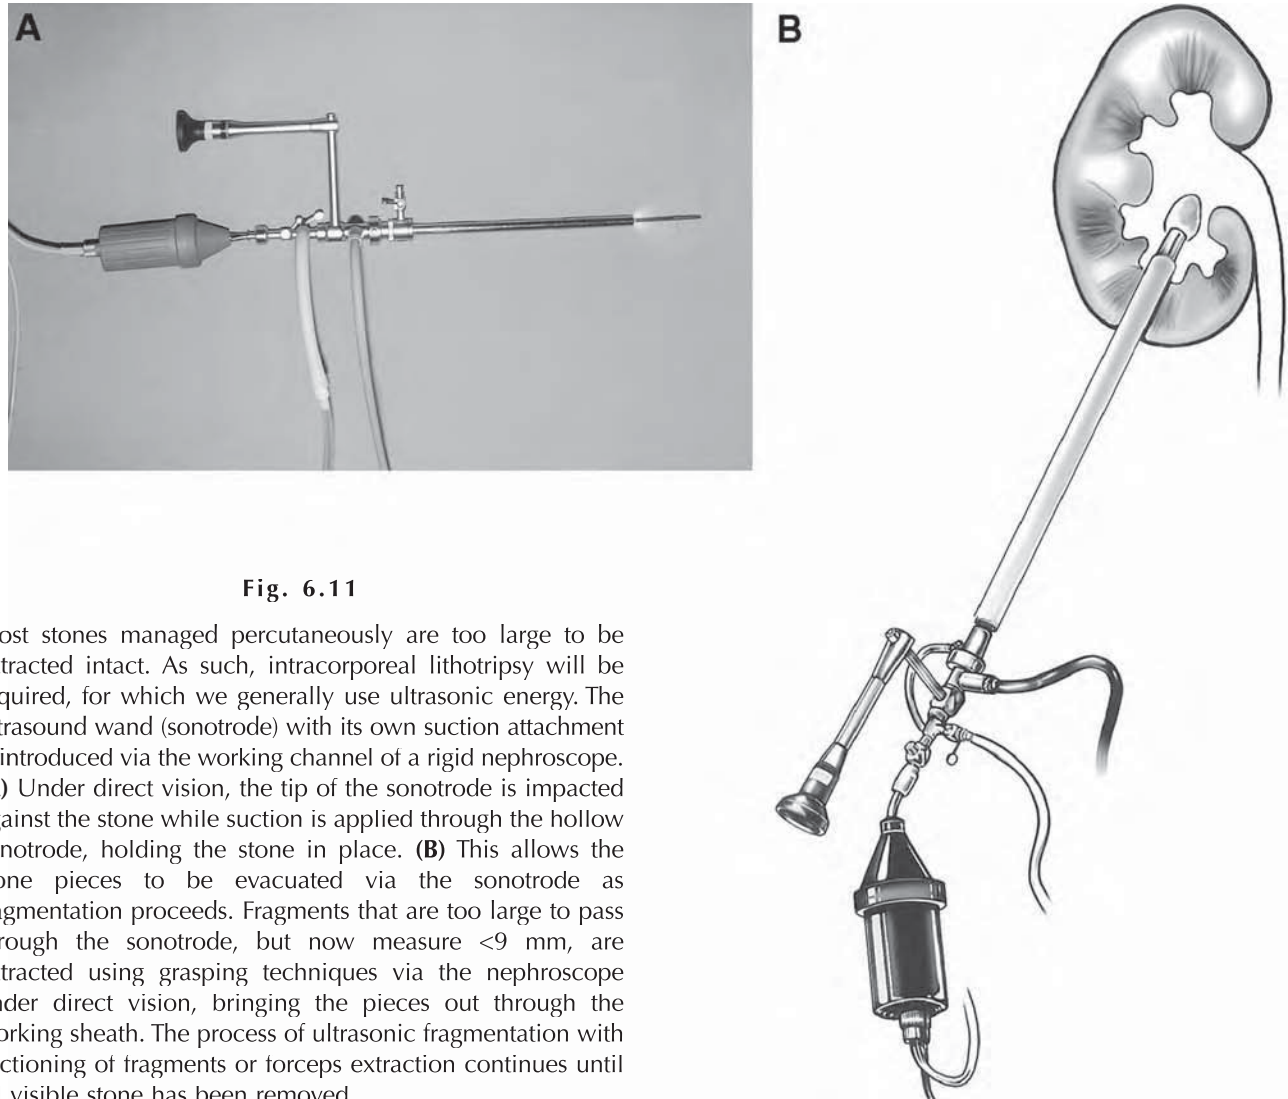 A
B
Fig. 6.11
ost stones managed percutaneously are too large to be
tracted intact. As such, intracorporeal lithotripsy will be
quired, for which we generally use ultrasonic energy. The
trasound wand (sonotrode) with its own suction attachment
introduced via the working channel of a rigid nephroscope.
) Under direct vision, the tip of the sonotrode is impacted
gainst the stone while suction is applied through the hollow
notrode, holding the stone in place. (B) This allows the
one pieces to be evacuated via the sonotrode as
agmentation proceeds. Fragments that are too large to pass
rough the sonotrode, but now measure <9 mm, are
tracted using grasping techniques via the nephroscope
nder direct vision, bringing the pieces out through the
orking sheath. The process of ultrasonic fragmentation with
ctioning of fragments or forceps extraction continues until
visible stone has been removed